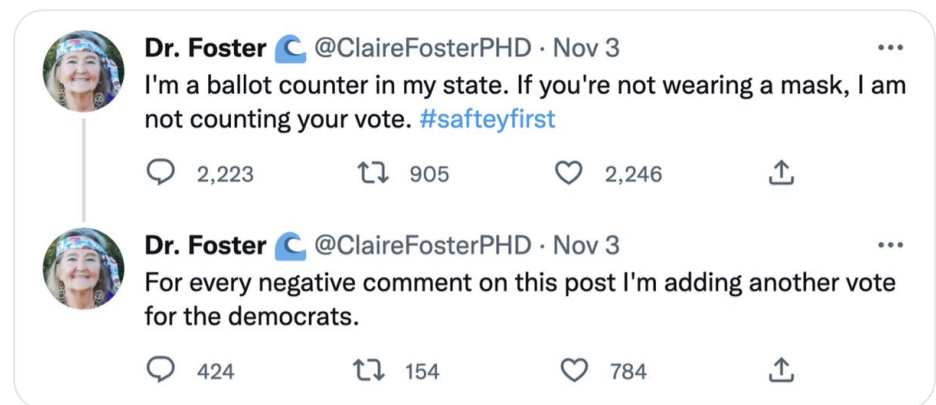 Dr. Foster 🌊 @ClaireFosterPHD · Nov 3
I'm a ballot counter in my state. If you're not wearing a mask, I am
not counting your vote. #safteyfirst
2,223 905 2,246
Dr. Foster 🌊 @ClaireFosterPHD · Nov 3
For every negative comment on this post I'm adding another vote
for the democrats.
424 154 784